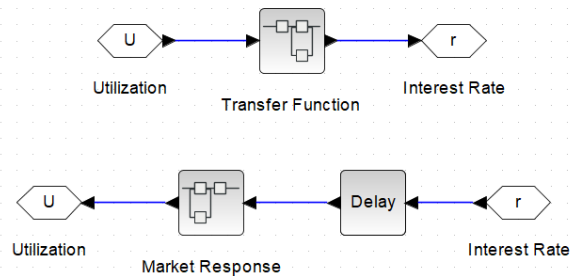 U
r
Utilization
Transfer Function
Interest Rate
U
Delay
r
Utilization
Market Response
Interest Rate